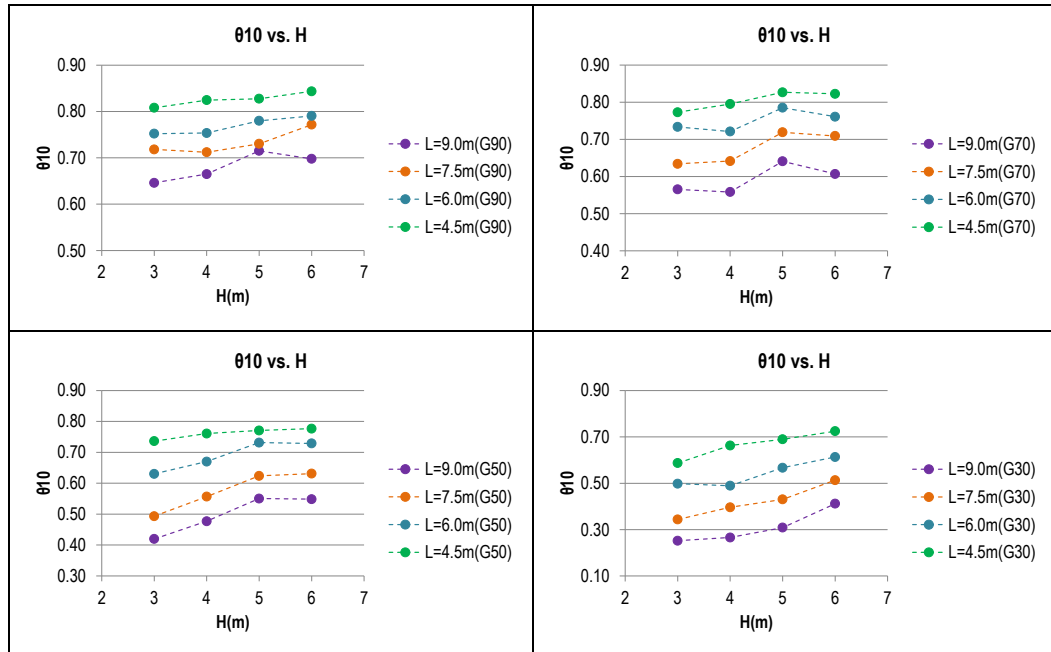 θ10 vs. H
0.90
0.80
0.70
0.60
0.50
θ10
2 3 4 5 6 7
H(m)
L=9.0m(G90)
L=7.5m(G90)
L=6.0m(G90)
L=4.5m(G90)
θ10 vs. H
0.90
0.80
0.70
0.60
0.50
0.40
θ10
2 3 4 5 6 7
H(m)
L=9.0m(G70)
L=7.5m(G70)
L=6.0m(G70)
L=4.5m(G70)
θ10 vs. H
0.90
0.80
0.70
0.60
0.50
0.40
0.30
θ10
2 3 4 5 6 7
H(m)
L=9.0m(G50)
L=7.5m(G50)
L=6.0m(G50)
L=4.5m(G50)
θ10 vs. H
0.90
0.70
0.50
0.30
0.10
θ10
2 3 4 5 6 7
H(m)
L=9.0m(G30)
L=7.5m(G30)
L=6.0m(G30)
L=4.5m(G30)